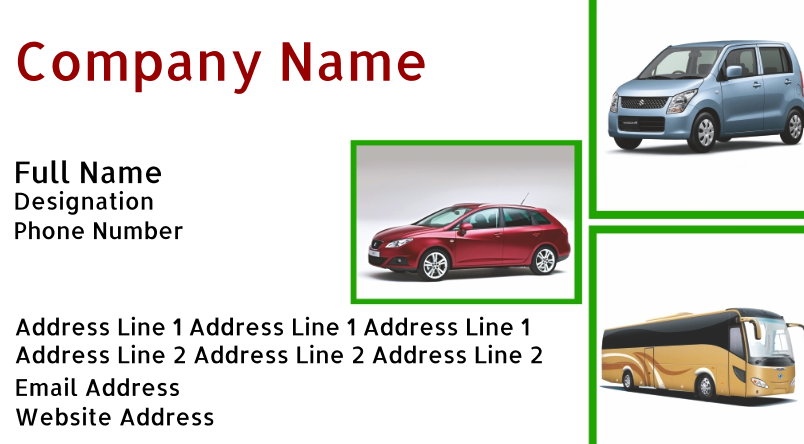 Company Name
Full Name
Designation
Phone Number
Address Line 1 Address Line 1 Address Line 1
Address Line 2 Address Line 2 Address Line 2
Email Address
Website Address